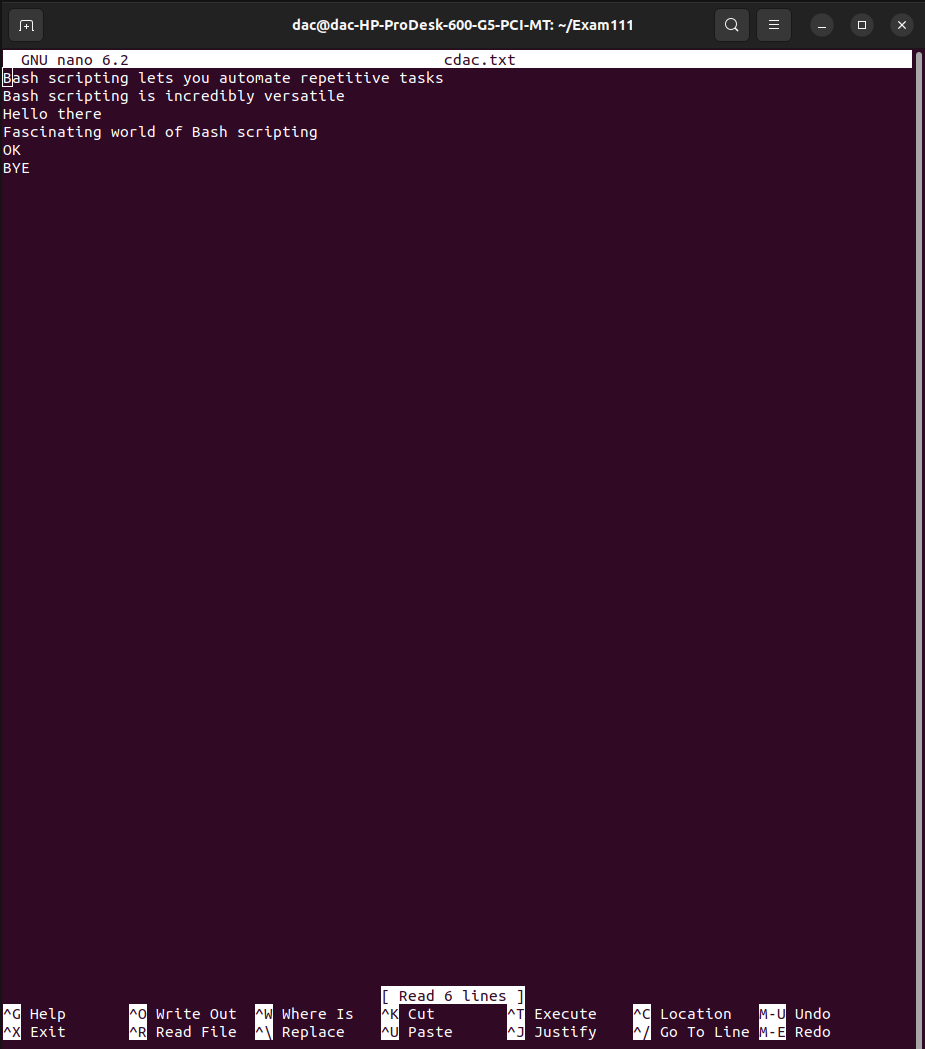 dac@dac-HP-ProDesk-600-G5-PCI-MT: ~/Exam111
GNU nano 6.2 cdac.txt
Bash scripting lets you automate repetitive tasks
Bash scripting is incredibly versatile
Hello there
Fascinating world of Bash scripting
OK
BYE
[ Read 6 lines ]
^G Help ^O Write Out ^W Where Is ^K Cut ^T Execute ^C Location M-U Undo
^X Exit ^R Read File ^\ Replace ^U Paste ^J Justify ^/ Go To Line M-E Redo